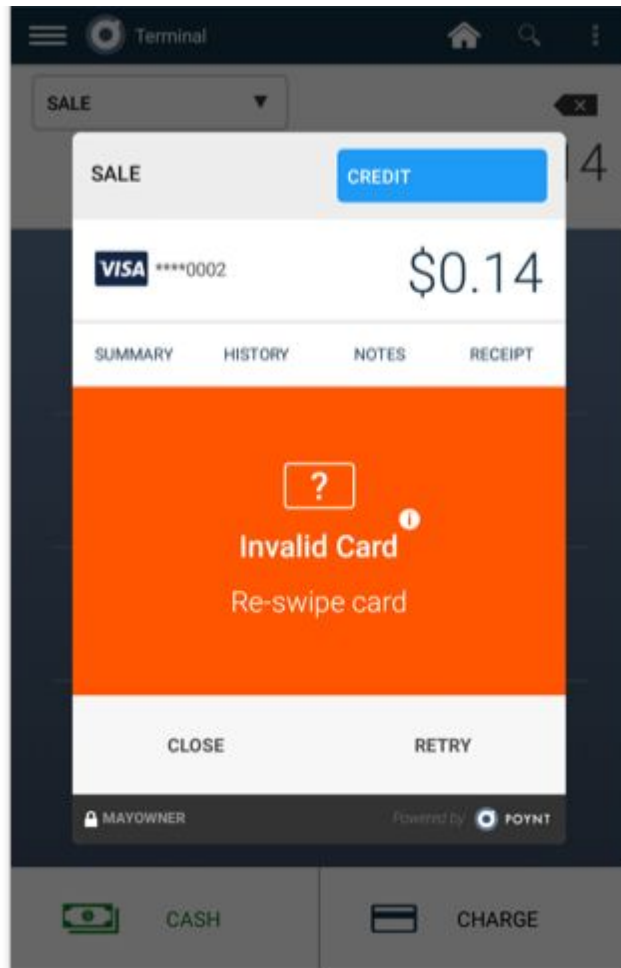 Terminal
SALE
14
SALE CREDIT
VISA ****0002 $0.14
SUMMARY HISTORY NOTES RECEIPT
?
i
Invalid Card
Re-swipe card
CLOSE RETRY
MAYOWNER Powered by POYNT
CASH CHARGE